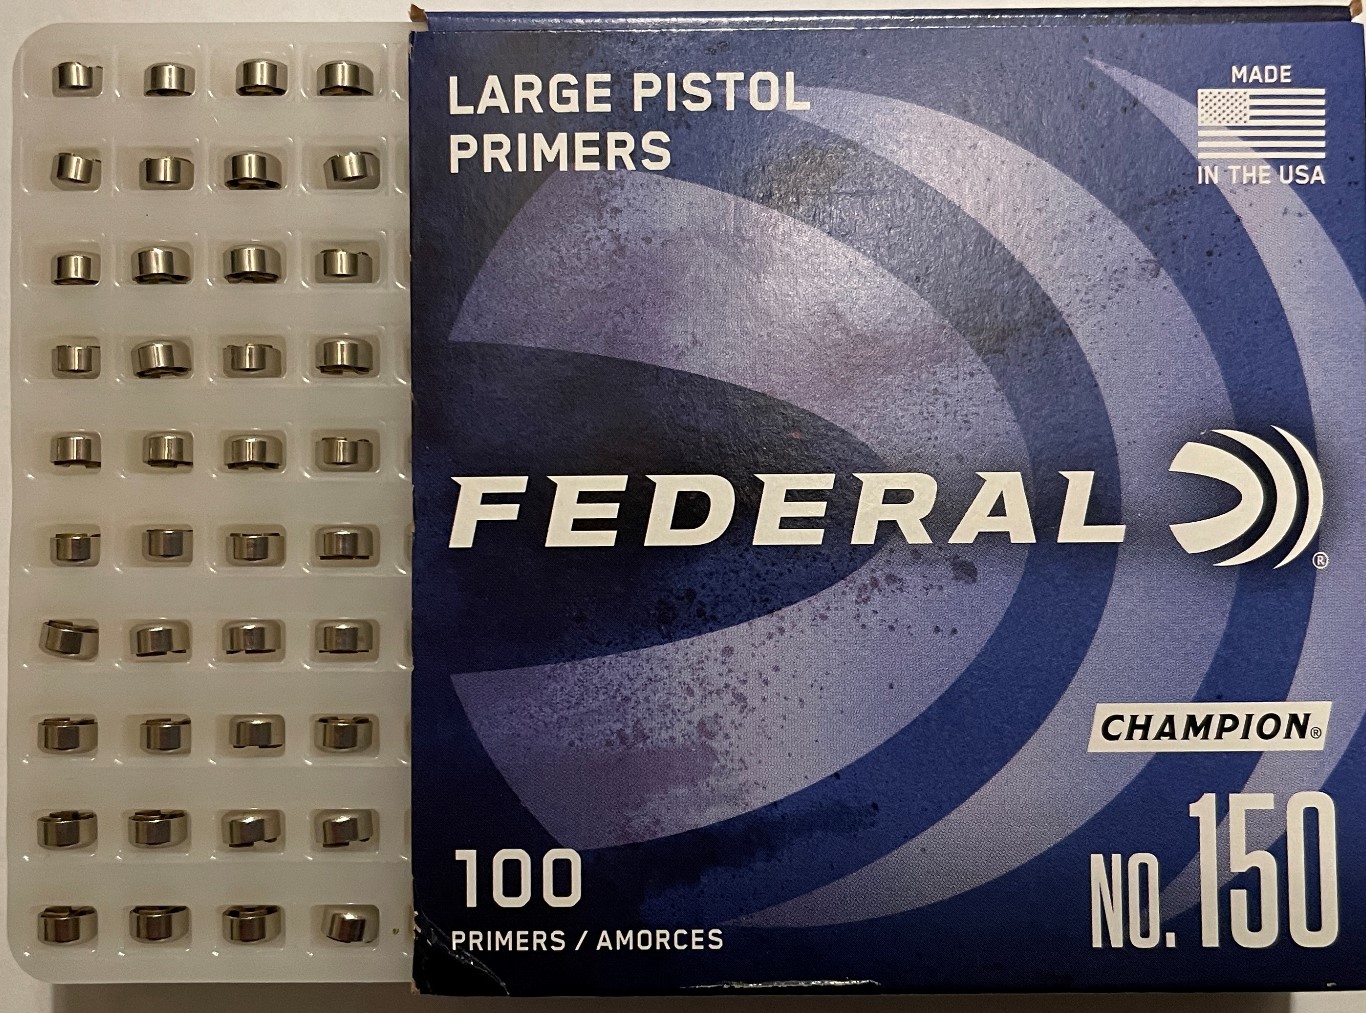 LARGE PISTOL
PRIMERS
MADE
IN THE USA
FEDERAL®
CHAMPION®
NO. 150
100
PRIMERS / AMORCES